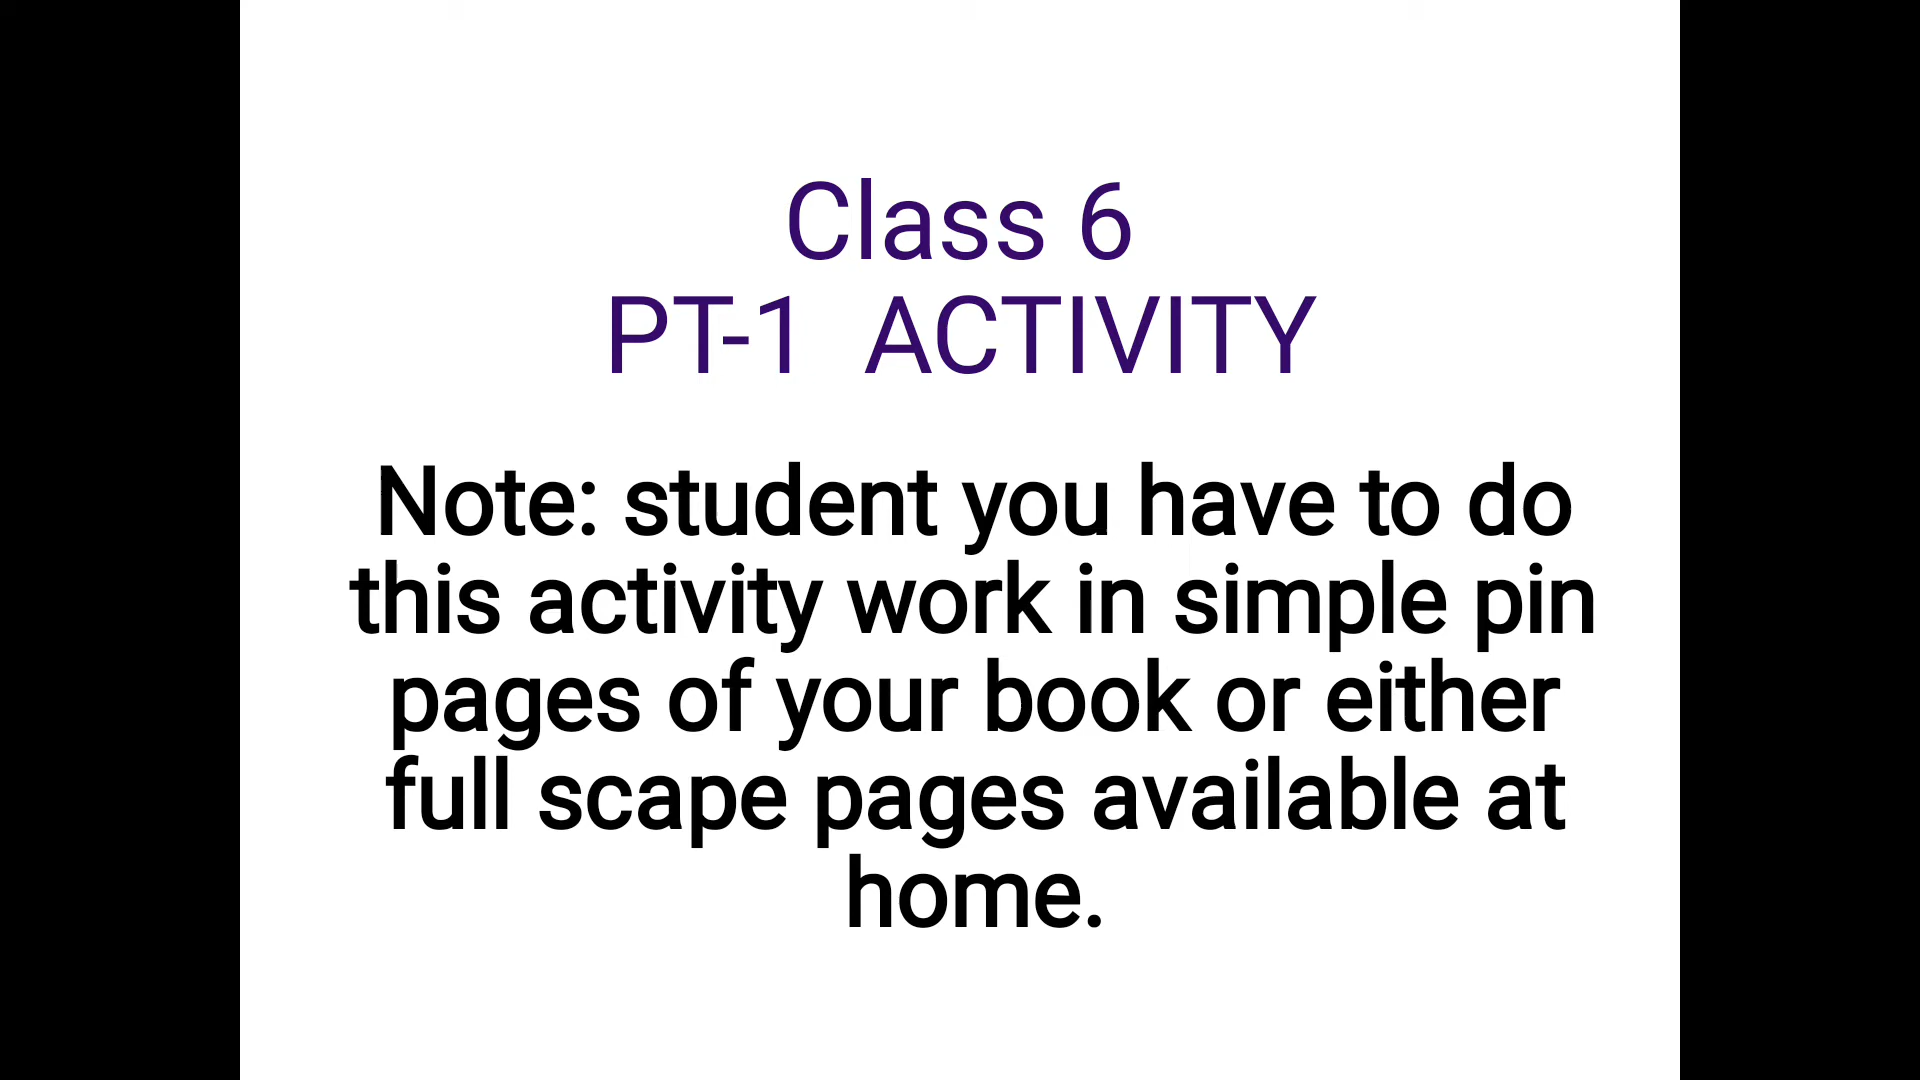 Class 6
PT-1  ACTIVITY
Note: student you have to do
this activity work in simple pin
pages of your book or either
full scape pages available at
home.